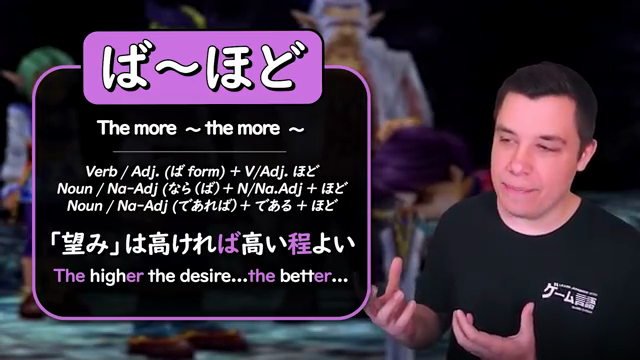 ば～ほど
The more ～ the more ～
Verb / Adj. (ば form) + V/Adj. ほど
Noun / Na-Adj (なら(ば) + N/Na.Adj + ほど
Noun / Na-Adj (であれば) + である + ほど
「望み」は高ければ高い程よい
The higher the desire...the better...
ゲーム言語